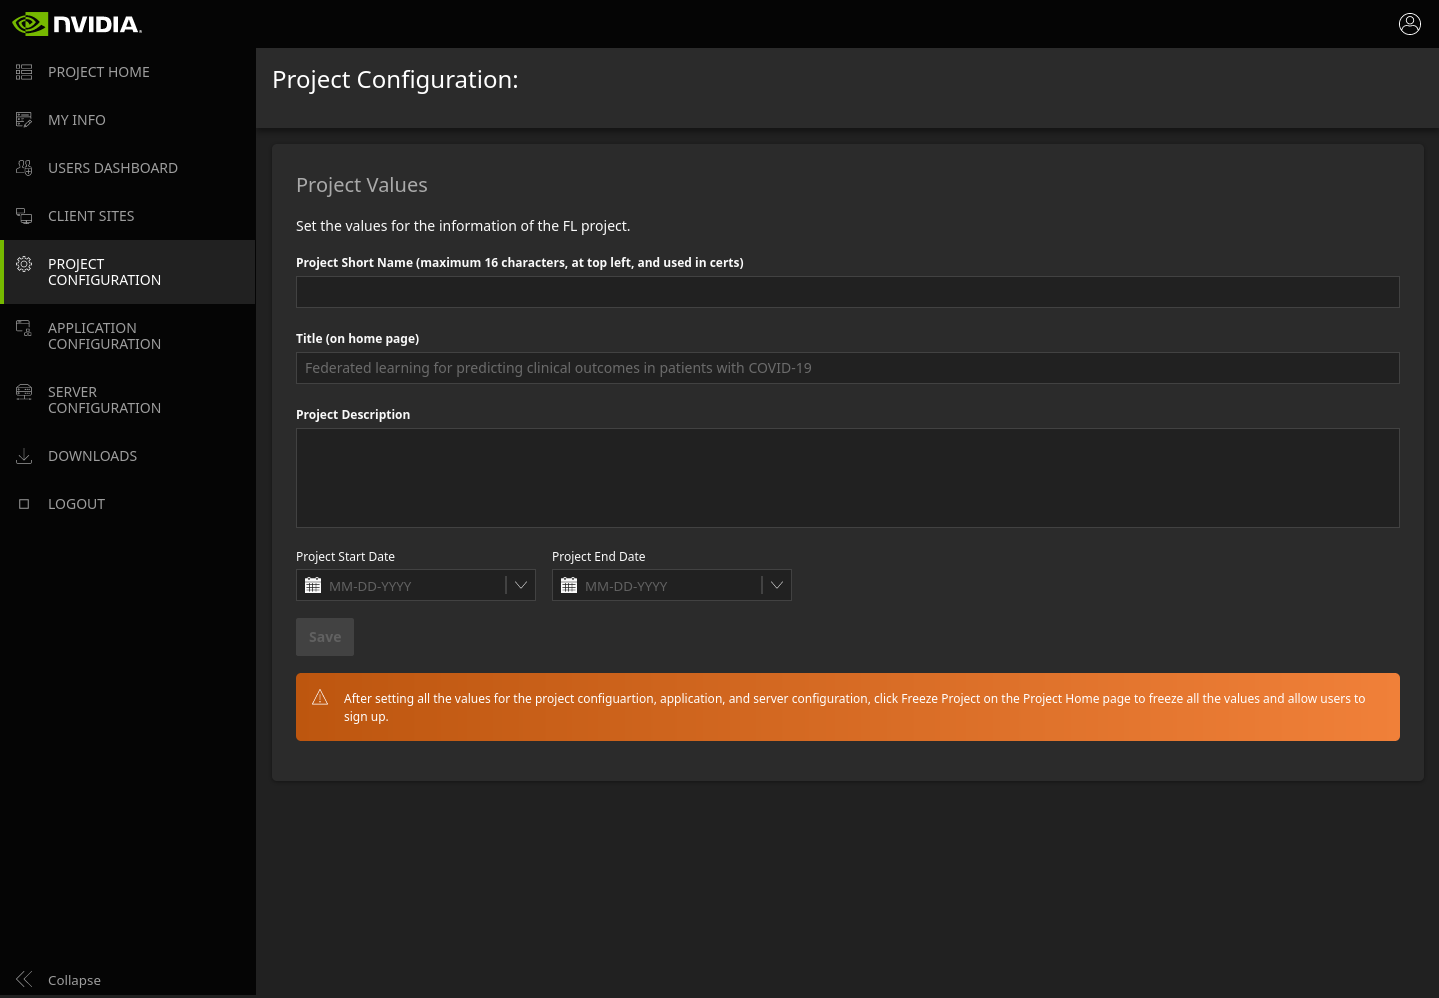 NVIDIA.
PROJECT HOME
MY INFO
USERS DASHBOARD
CLIENT SITES
PROJECT
CONFIGURATION
APPLICATION
CONFIGURATION
SERVER
CONFIGURATION
DOWNLOADS
LOGOUT
Collapse
Project Configuration:
Project Values
Set the values for the information of the FL project.
Project Short Name (maximum 16 characters, at top left, and used in certs)
Title (on home page)
Federated learning for predicting clinical outcomes in patients with COVID-19
Project Description
Project Start Date
Project End Date
MM-DD-YYYY
MM-DD-YYYY
Save
After setting all the values for the project configuartion, application, and server configuration, click Freeze Project on the Project Home page to freeze all the values and allow users to
sign up.